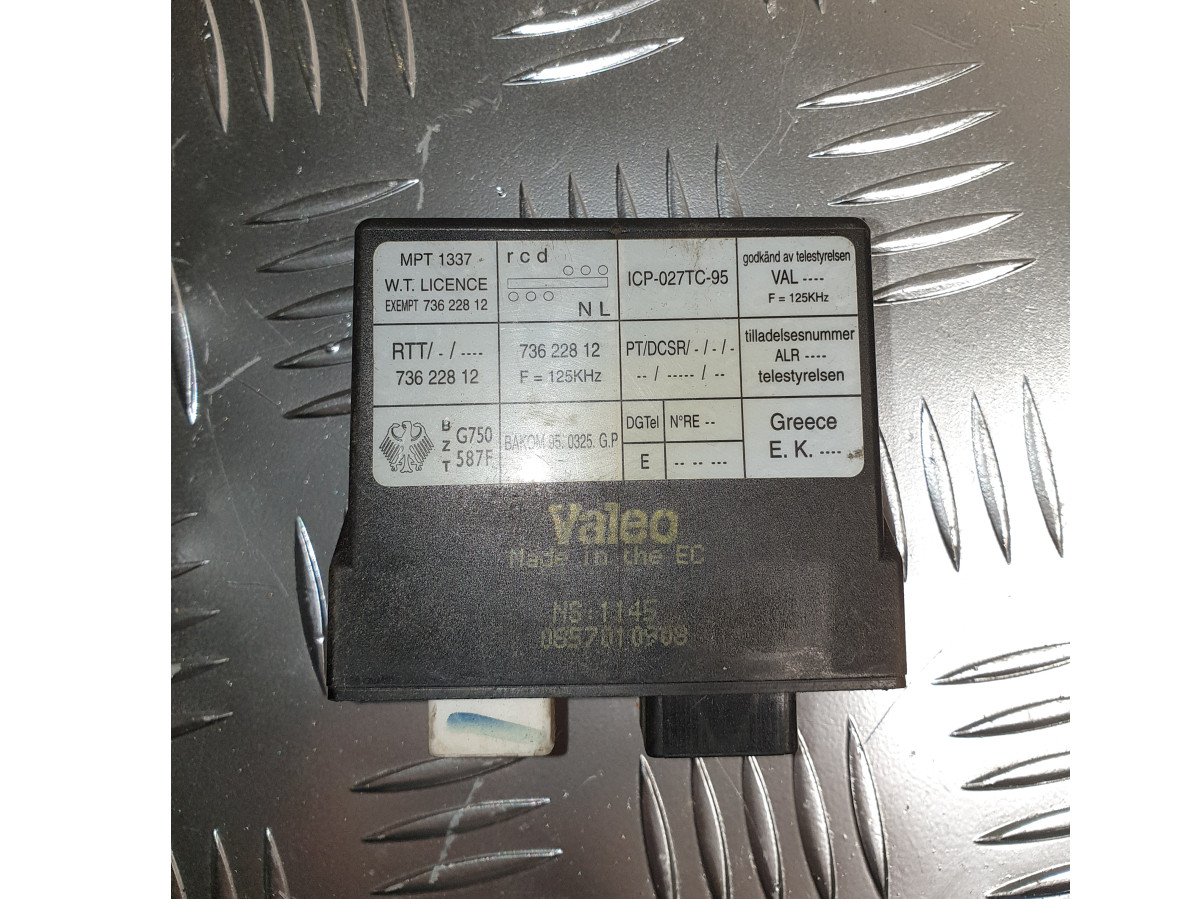 MPT 1337
W.T. LICENCE
EXEMPT 736 228 12
r c d
N L
ICP-027TC-95
godkänd av telestyrelsen
VAL ----
F = 125KHz
RTT/ - / ----
736 228 12
736 228 12
F = 125KHz
PT/DCSR/ - / - / -
-- / ----- / --
tilladelsesnummer
ALR ----
telestyrelsen
B Z T
G750
587F
BAKOM 95. 0325. G.P
DGTel
N°RE --
E
-- -- ---
Greece
E. K. ----
Valeo
Made in the EC
NS:1145